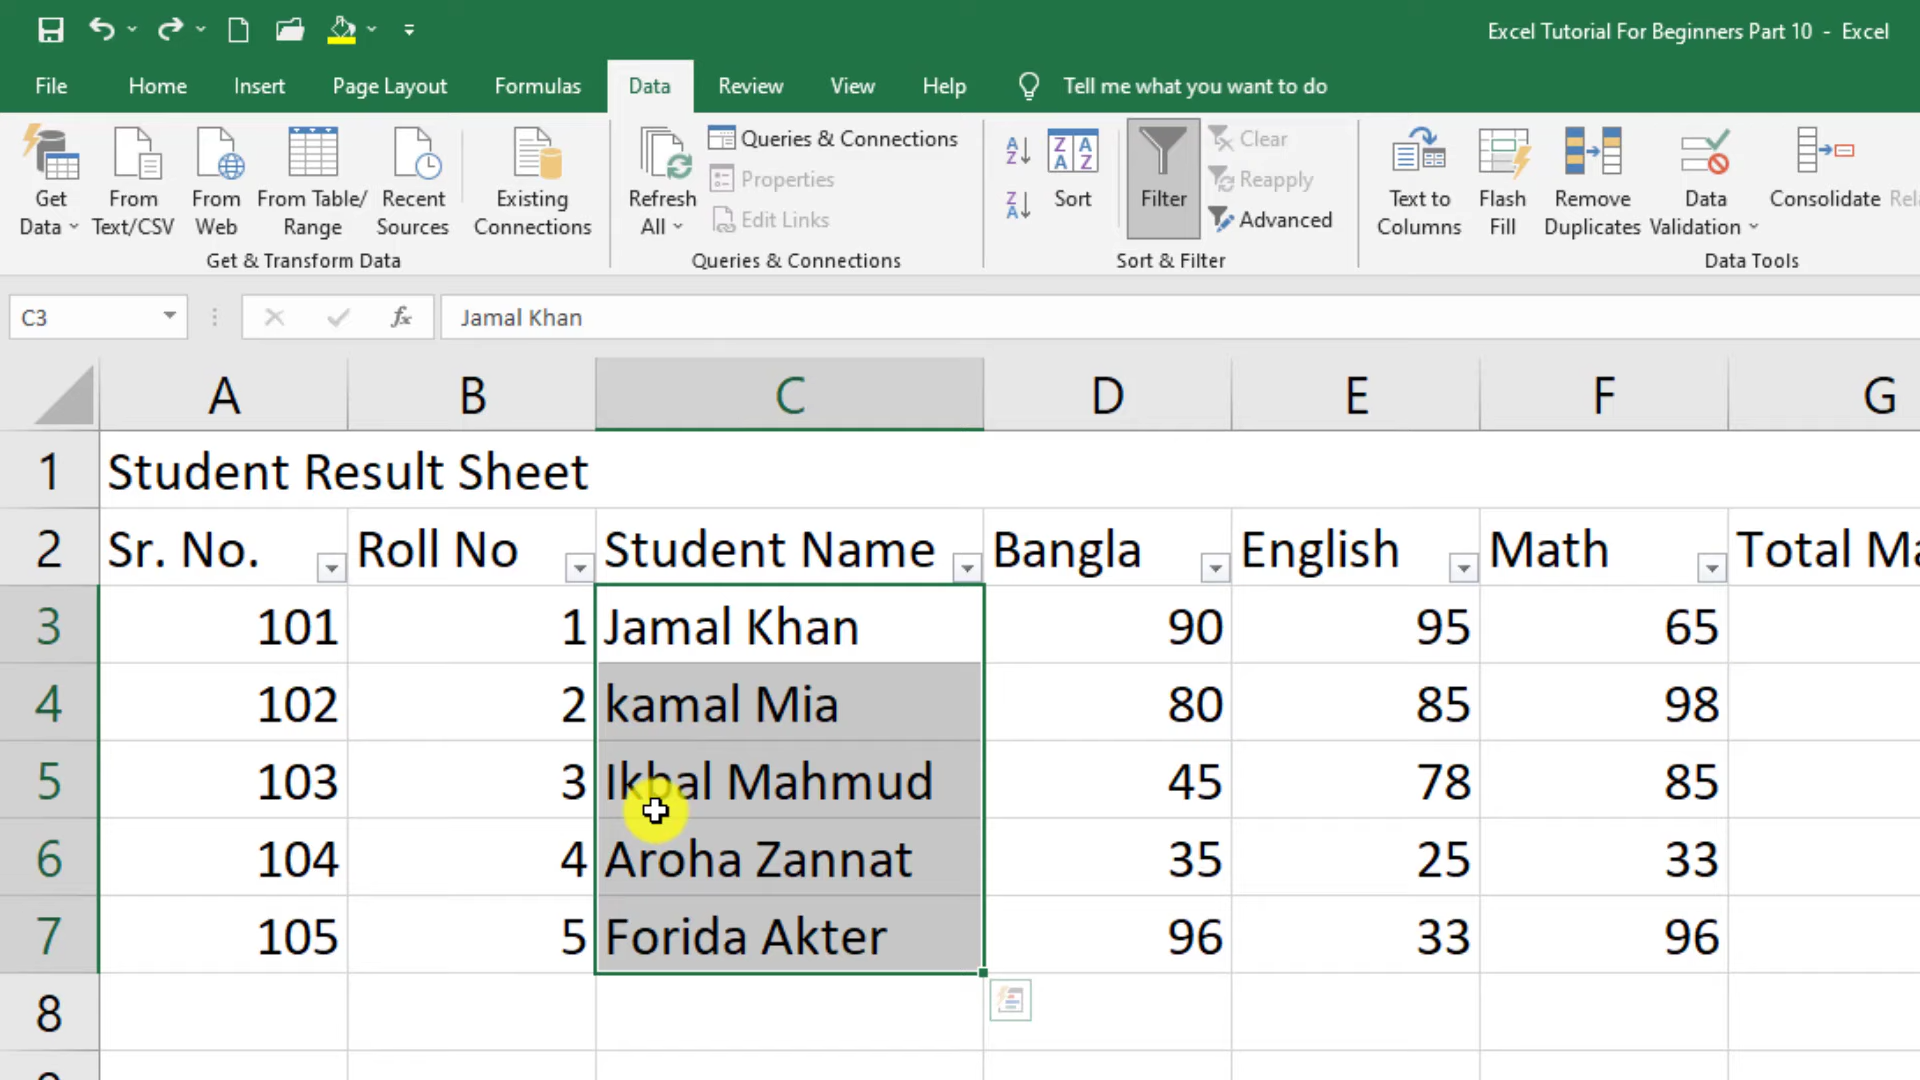 Excel Tutorial For Beginners Part 10 - Excel
File Home Insert Page Layout Formulas Data Review View Help Tell me what you want to do
Get Data
From Text/CSV
From Web
From Table/ Range
Recent Sources
Existing Connections
Get & Transform Data
Refresh All
Queries & Connections
Properties
Edit Links
Queries & Connections
Sort
Filter
Clear
Reapply
Advanced
Sort & Filter
Text to Columns
Flash Fill
Remove Duplicates
Data Validation
Consolidate
Data Tools
C3 fx Jamal Khan
A B C D E F G
1 Student Result Sheet
2 Sr. No. Roll No Student Name Bangla English Math Total
3 101 1 Jamal Khan 90 95 65
4 102 2 kamal Mia 80 85 98
5 103 3 Ikbal Mahmud 45 78 85
6 104 4 Aroha Zannat 35 25 33
7 105 5 Forida Akter 96 33 96
8